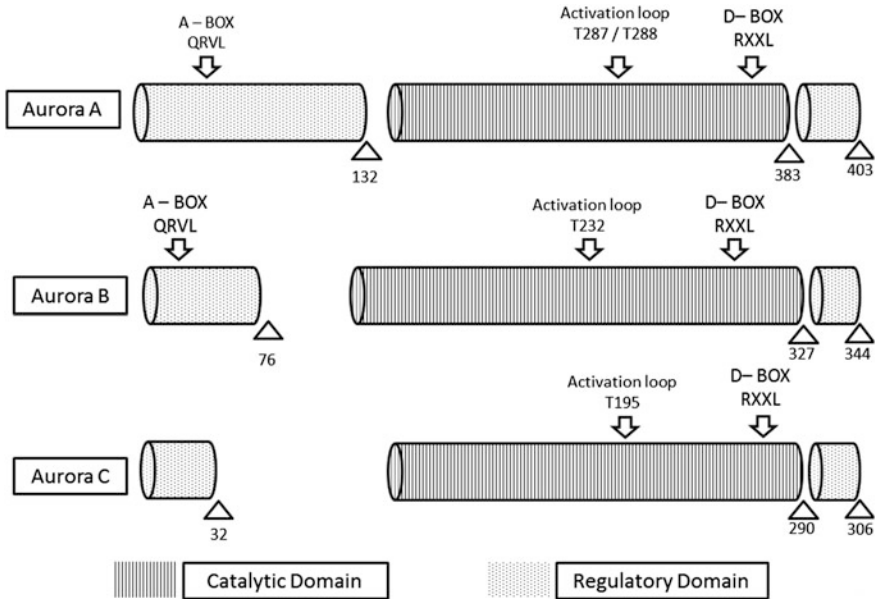 A – BOX
QRVL
Activation loop
T287 / T288
D– BOX
RXXL
Aurora A
132
383
403
A – BOX
QRVL
Activation loop
T232
D– BOX
RXXL
Aurora B
76
327
344
Activation loop
T195
D– BOX
RXXL
Aurora C
32
290
306
Catalytic Domain
Regulatory Domain